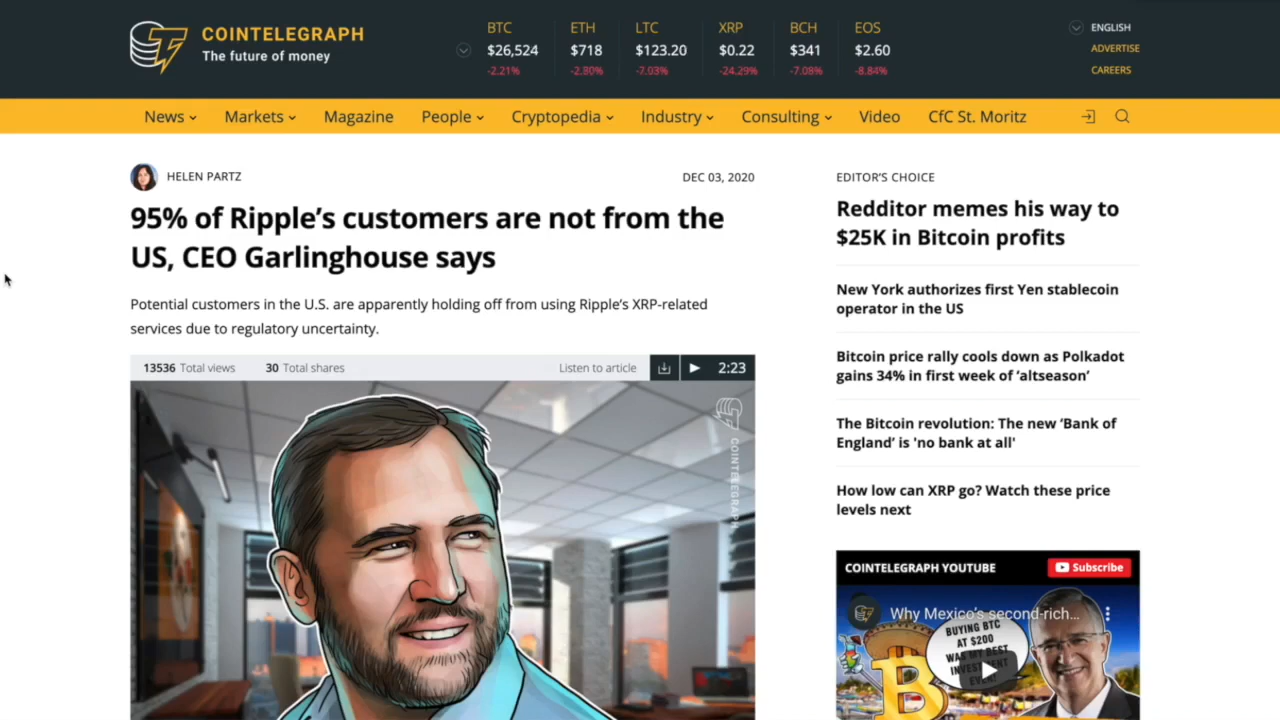 COINTELEGRAPH
The future of money
BTC
$26,524
-2.21%
ETH
$718
-2.80%
LTC
$123.20
-7.03%
XRP
$0.22
-24.29%
BCH
$341
-7.08%
EOS
$2.60
-8.84%
ENGLISH
ADVERTISE
CAREERS
News
Markets
Magazine
People
Cryptopedia
Industry
Consulting
Video
CfC St. Moritz
HELEN PARTZ
DEC 03, 2020
95% of Ripple’s customers are not from the
US, CEO Garlinghouse says
Potential customers in the U.S. are apparently holding off from using Ripple’s XRP-related
services due to regulatory uncertainty.
13536 Total views
30 Total shares
Listen to article
2:23
COINTELEGRAPH
EDITOR’S CHOICE
Redditor memes his way to
$25K in Bitcoin profits
New York authorizes first Yen stablecoin
operator in the US
Bitcoin price rally cools down as Polkadot
gains 34% in first week of ‘altseason’
The Bitcoin revolution: The new ‘Bank of
England’ is 'no bank at all'
How low can XRP go? Watch these price
levels next
COINTELEGRAPH YOUTUBE
Subscribe
Why Mexico’s second-rich...
BUYING BTC
AT $200
WAS MY BEST